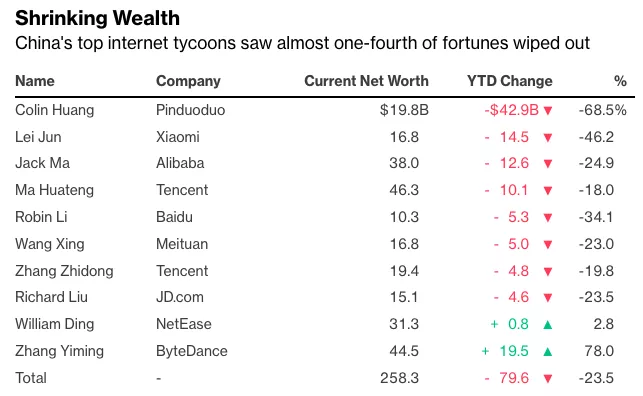 Shrinking Wealth
China's top internet tycoons saw almost one-fourth of fortunes wiped out
Name Company Current Net Worth YTD Change %
Colin Huang Pinduoduo $19.8B -$42.9B ▼ -68.5%
Lei Jun Xiaomi 16.8 - 14.5 ▼ -46.2
Jack Ma Alibaba 38.0 - 12.6 ▼ -24.9
Ma Huateng Tencent 46.3 - 10.1 ▼ -18.0
Robin Li Baidu 10.3 - 5.3 ▼ -34.1
Wang Xing Meituan 16.8 - 5.0 ▼ -23.0
Zhang Zhidong Tencent 19.4 - 4.8 ▼ -19.8
Richard Liu JD.com 15.1 - 4.6 ▼ -23.5
William Ding NetEase 31.3 + 0.8 ▲ 2.8
Zhang Yiming ByteDance 44.5 + 19.5 ▲ 78.0
Total - 258.3 - 79.6 ▼ -23.5